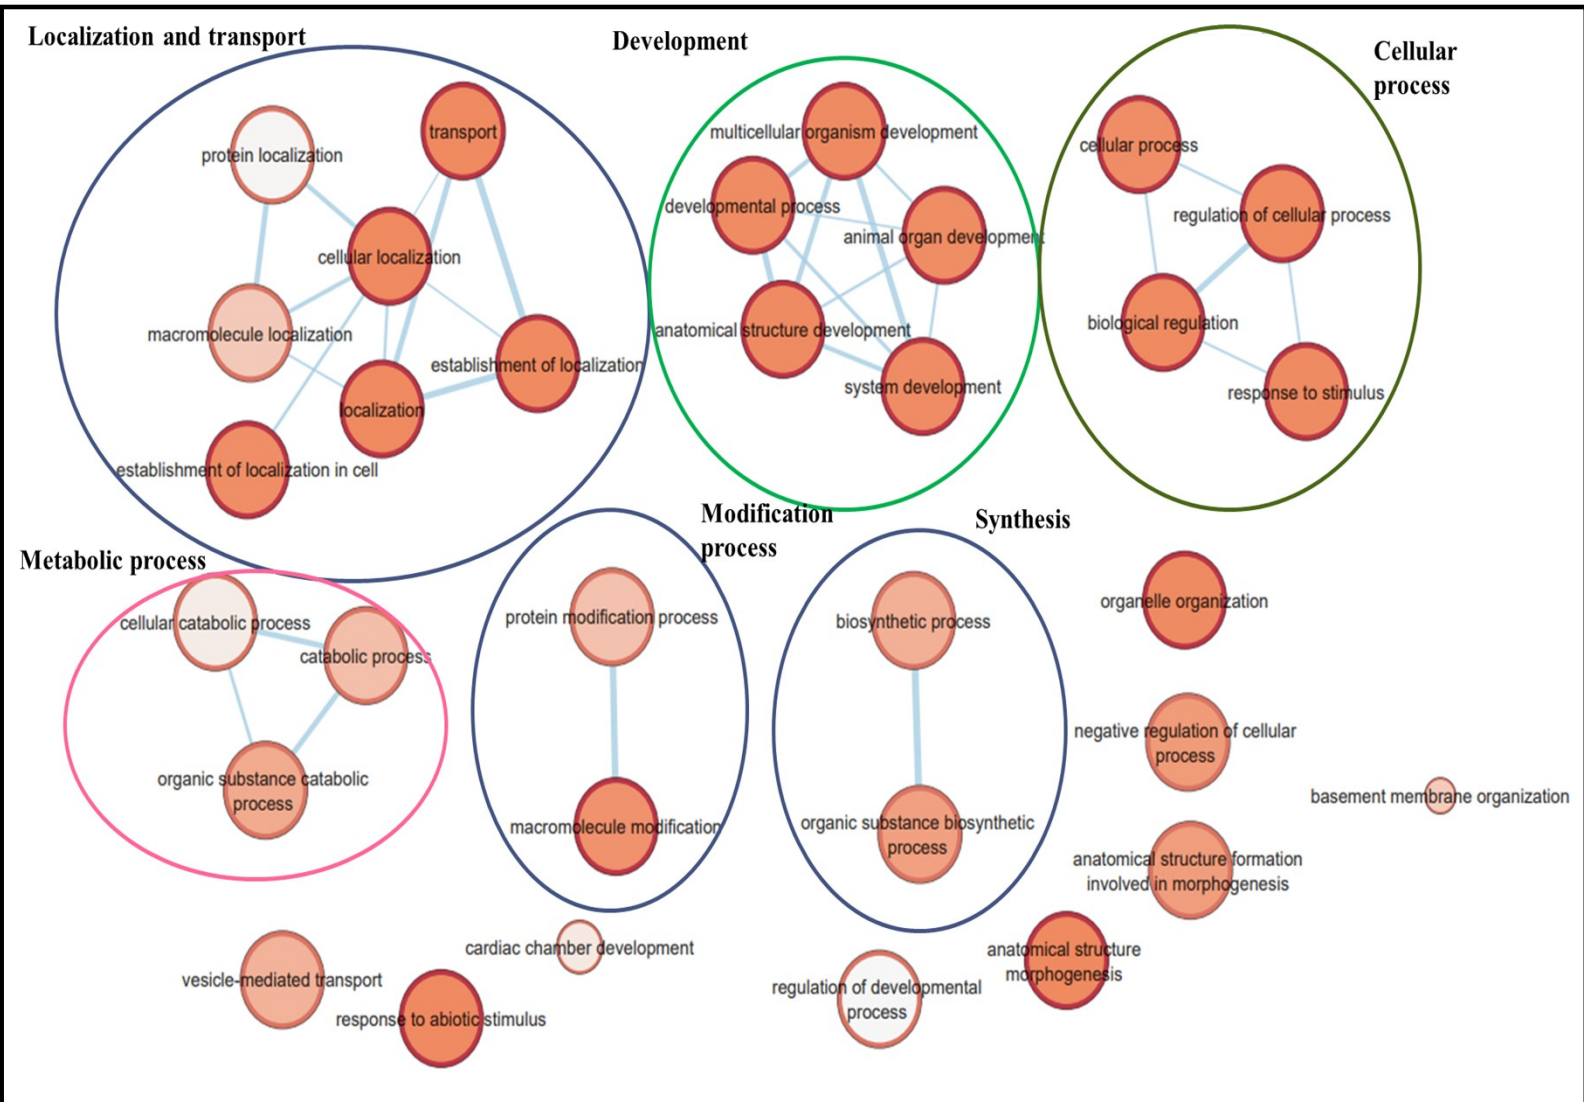 Localization and transport
protein localization
transport
cellular localization
macromolecule localization
establishment of localization
localization
establishment of localization in cell
Development
multicellular organism development
developmental process
animal organ development
anatomical structure development
system development
Cellular
process
cellular process
regulation of cellular process
biological regulation
response to stimulus
Metabolic process
cellular catabolic process
catabolic process
organic substance catabolic
process
Modification
process
protein modification process
macromolecule modification
Synthesis
biosynthetic process
organic substance biosynthetic
process
organelle organization
negative regulation of cellular
process
basement membrane organization
anatomical structure formation
involved in morphogenesis
anatomical structure
morphogenesis
regulation of developmental
process
cardiac chamber development
vesicle-mediated transport
response to abiotic stimulus